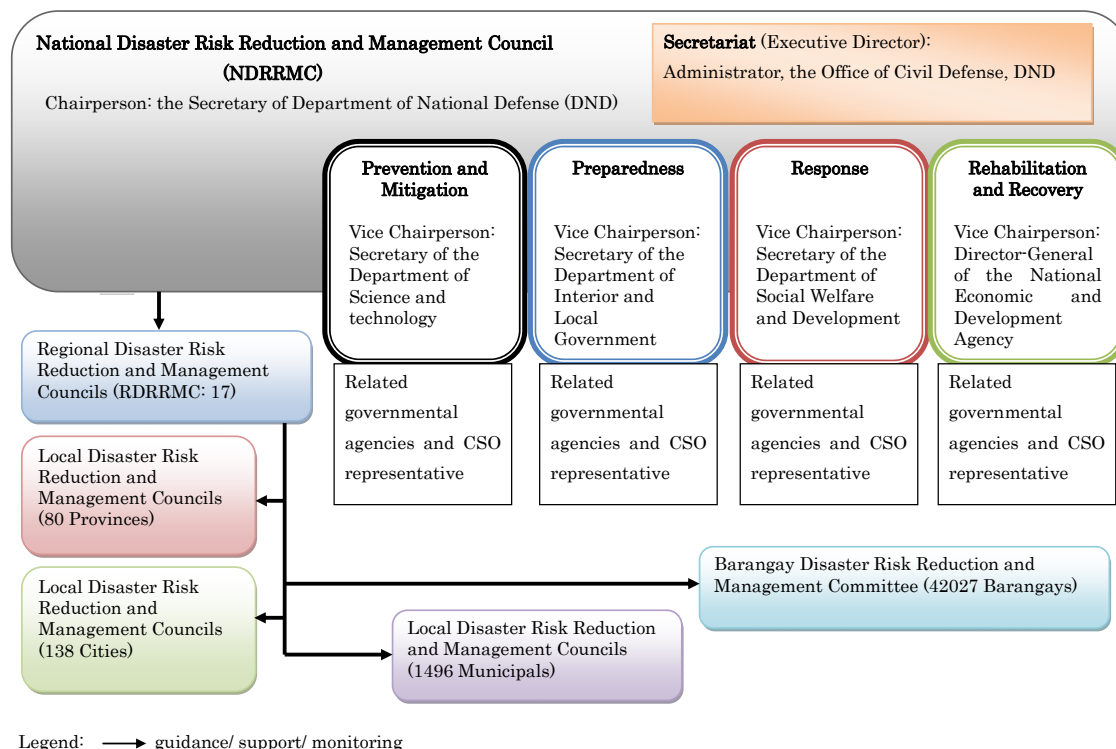 National Disaster Risk Reduction and Management Council
(NDRRMC)
Chairperson: the Secretary of Department of National Defense (DND)
Secretariat (Executive Director):
Administrator, the Office of Civil Defense, DND
Prevention and
Mitigation
Vice Chairperson:
Secretary of the
Department of
Science and
technology
Preparedness
Vice Chairperson:
Secretary of the
Department of
Interior and
Local
Government
Response
Vice Chairperson:
Secretary of the
Department of
Social Welfare
and Development
Rehabilitation
and Recovery
Vice Chairperson:
Director-General
of the National
Economic and
Development
Agency
Related
governmental
agencies and CSO
representative
Related
governmental
agencies and CSO
representative
Related
governmental
agencies and CSO
representative
Related
governmental
agencies and CSO
representative
Regional Disaster Risk
Reduction and Management
Councils (RDRRMC: 17)
Local Disaster Risk
Reduction and
Management Councils
(80 Provinces)
Local Disaster Risk
Reduction and
Management Councils
(138 Cities)
Local Disaster Risk Reduction
and Management Councils
(1496 Municipals)
Barangay Disaster Risk Reduction and
Management Committee (42027 Barangays)
Legend: guidance/ support/ monitoring